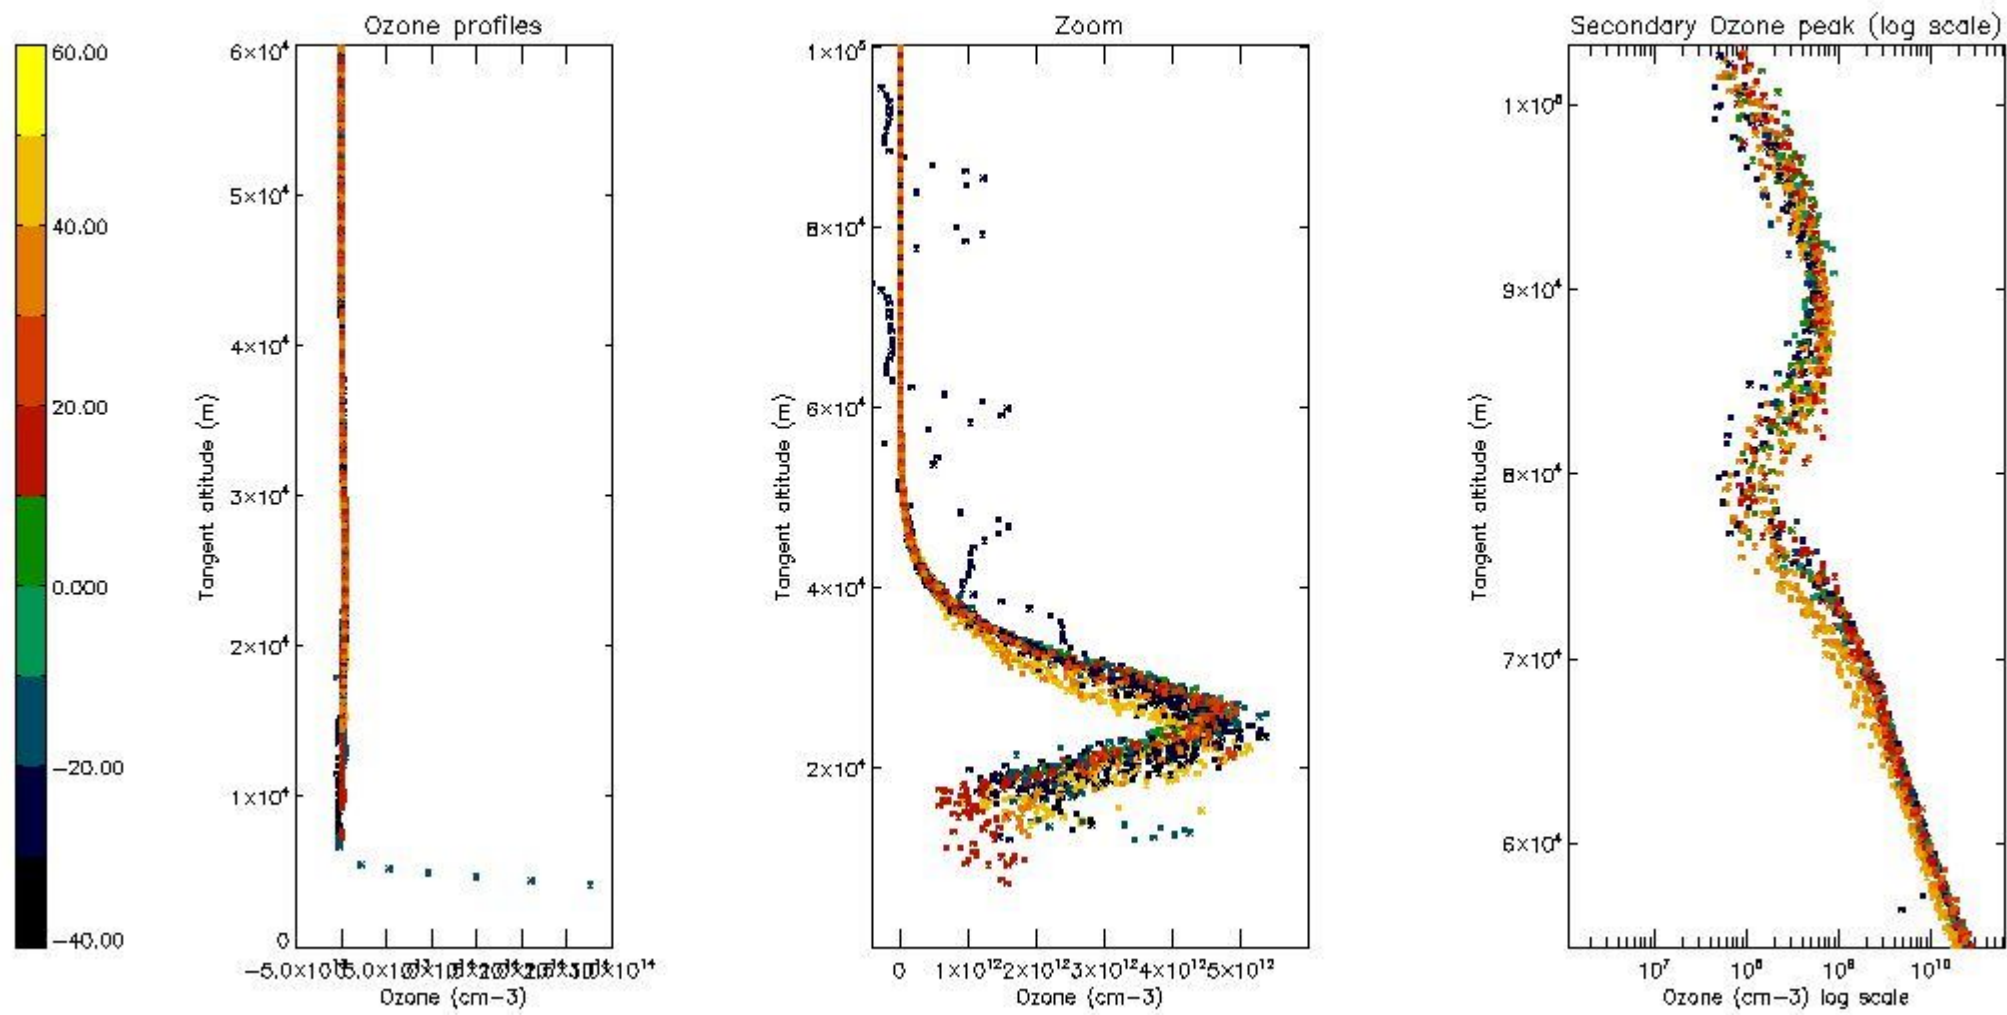 Ozone profiles
Zoom
Secondary Ozone peak (log scale)
60.00
40.00
20.00
0.000
-20.00
-40.00
6×10⁴
5×10⁴
4×10⁴
3×10⁴
2×10⁴
1×10⁴
0
Tangent altitude (m)
Ozone (cm-3)
1×10⁵
8×10⁴
6×10⁴
4×10⁴
2×10⁴
Tangent altitude (m)
0 1×10¹² 2×10¹² 3×10¹² 4×10¹² 5×10¹²
Ozone (cm-3)
1×10⁵
9×10⁴
8×10⁴
7×10⁴
6×10⁴
Tangent altitude (m)
10⁷ 10⁸ 10⁹ 10¹⁰
Ozone (cm-3) log scale